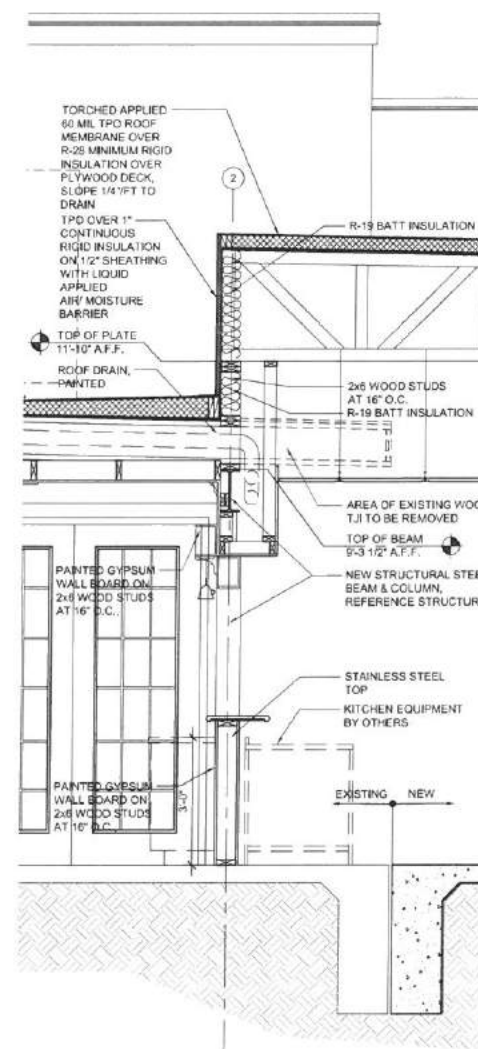 TORCHED APPLIED
60 MIL TPO ROOF
MEMBRANE OVER
R-28 MINIMUM RIGID
INSULATION OVER
PLYWOOD DECK,
SLOPE 1/4"/FT TO
DRAIN
TPO OVER 1"
CONTINUOUS
RIGID INSULATION
ON 1/2" SHEATHING
WITH LIQUID
APPLIED
AIR/ MOISTURE
BARRIER
TOP OF PLATE
11'-10" A.F.F.
ROOF DRAIN,
PAINTED
2
R-19 BATT INSULATION
2x6 WOOD STUDS
AT 16" O.C.
R-19 BATT INSULATION
AREA OF EXISTING WOO
TJI TO BE REMOVED
TOP OF BEAM
9'-3 1/2" A.F.F.
NEW STRUCTURAL STEE
BEAM & COLUMN,
REFERENCE STRUCTUR
PAINTED GYPSUM
WALL BOARD ON
2x6 WOOD STUDS
AT 16" O.C.
STAINLESS STEEL
TOP
KITCHEN EQUIPMENT
BY OTHERS
PAINTED GYPSUM
WALL BOARD ON
2x6 WOOD STUDS
AT 16" O.C.
3'-0"
EXISTING
NEW